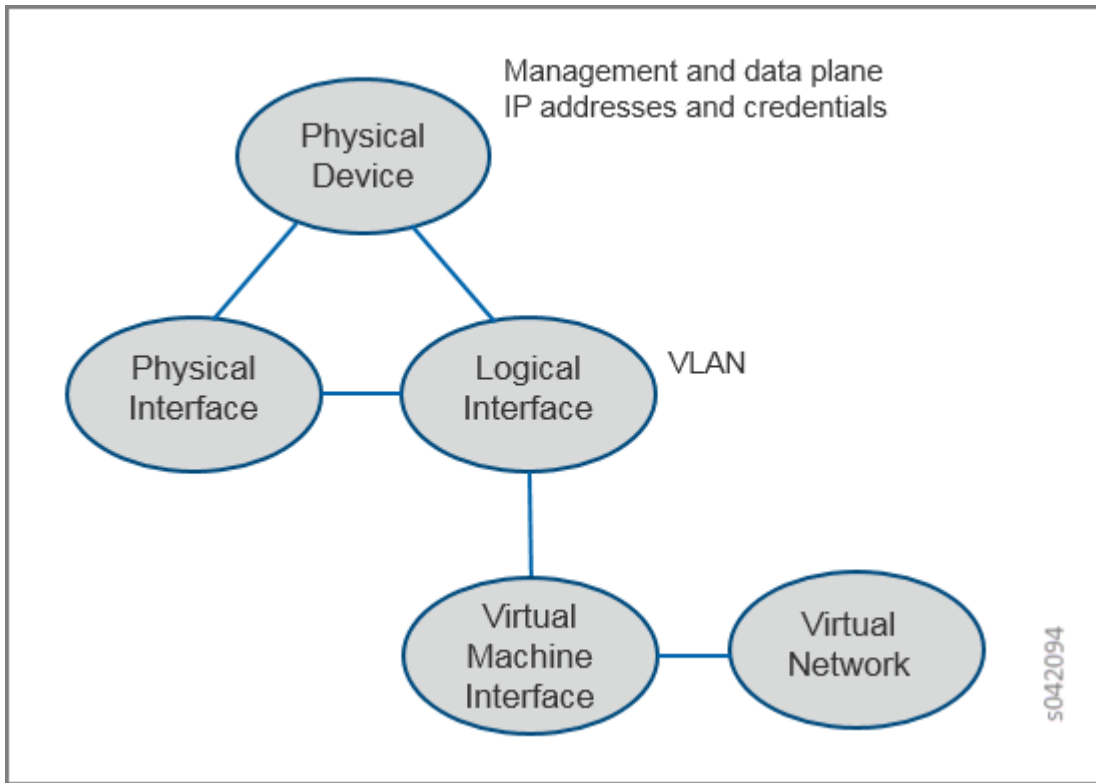 Management and data plane
IP addresses and credentials
Physical
Device
Physical
Interface
Logical
Interface
VLAN
Virtual
Machine
Interface
Virtual
Network
s042094